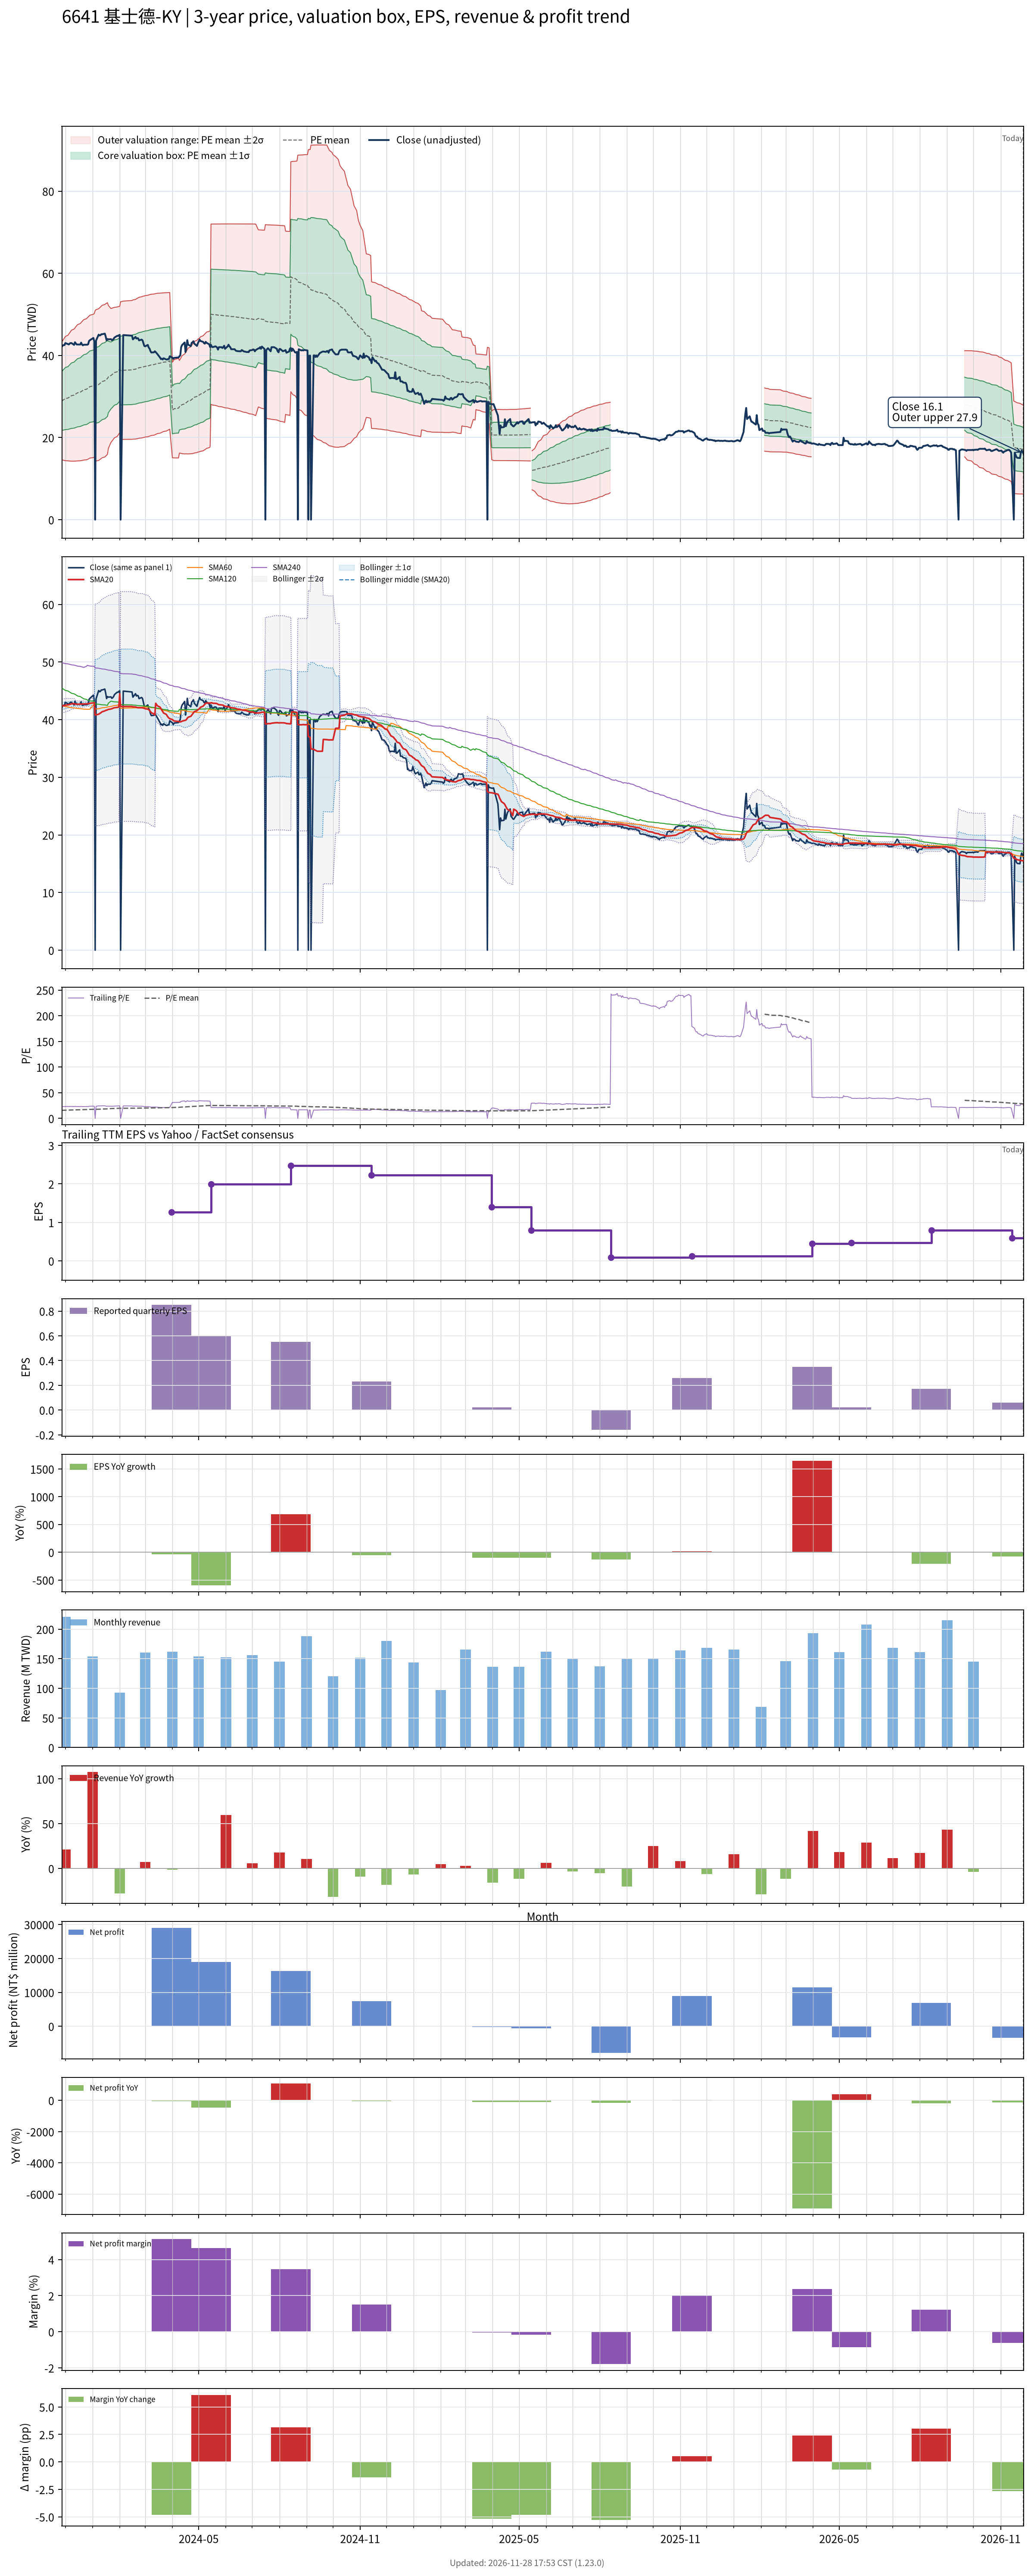 6641 基士德-KY | 3-year price, valuation box, EPS, revenue & profit trend
Outer valuation range: PE mean ±2σ
Core valuation box: PE mean ±1σ
PE mean
Close (unadjusted)
Today
Price (TWD)
80
60
40
20
0
Close 16.1
Outer upper 27.9
Close (same as panel 1)
SMA20
SMA60
SMA120
SMA240
Bollinger ±2σ
Bollinger ±1σ
Bollinger middle (SMA20)
Price
60
50
40
30
20
10
0
Trailing P/E
P/E mean
P/E
250
200
150
100
50
0
Trailing TTM EPS vs Yahoo / FactSet consensus
Today
EPS
3
2
1
0
Reported quarterly EPS
EPS
0.8
0.6
0.4
0.2
0.0
-0.2
EPS YoY growth
YoY (%)
1500
1000
500
0
-500
Monthly revenue
Revenue (M TWD)
200
150
100
50
0
Revenue YoY growth
YoY (%)
100
50
0
Month
Net profit
Net profit (NT$ million)
30000
20000
10000
0
Net profit YoY
YoY (%)
0
-2000
-4000
-6000
Net profit margin
Margin (%)
4
2
0
-2
Margin YoY change
Δ margin (pp)
5.0
2.5
0.0
-2.5
-5.0
2024-05
2024-11
2025-05
2025-11
2026-05
2026-11
Updated: 2026-11-28 17:53 CST (1.23.0)